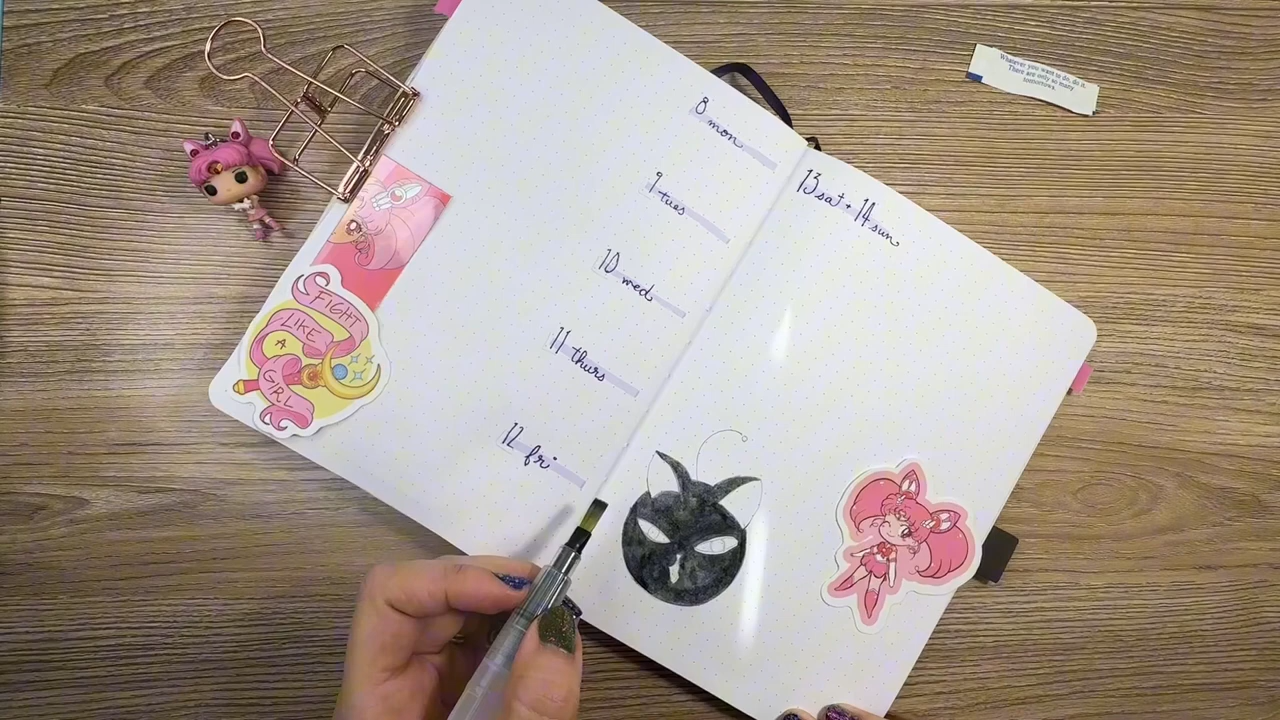 8 mon
9 tues
10 wed
11 thurs
12 fri
13 sat + 14 sun
FIGHT
LIKE
A
GIRL
Whatever you want to do, do it.
There are only so many
tomorrows.